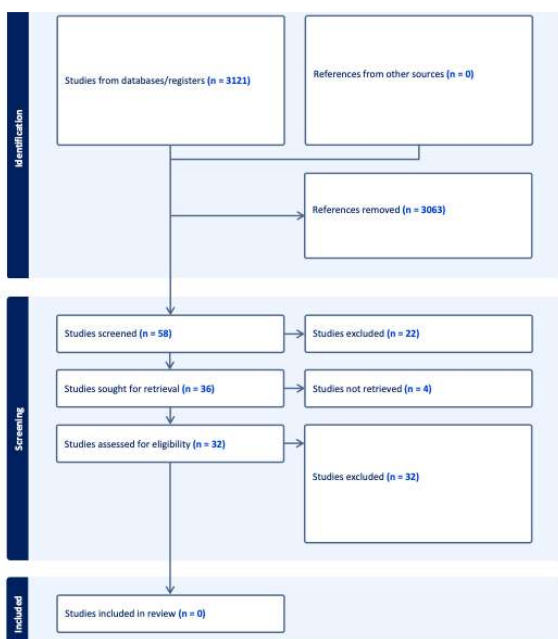 Identification
Studies from databases/registers (n = 3121)
References from other sources (n = 0)
References removed (n = 3063)
Screening
Studies screened (n = 58)
Studies excluded (n = 22)
Studies sought for retrieval (n = 36)
Studies not retrieved (n = 4)
Studies assessed for eligibility (n = 32)
Studies excluded (n = 32)
Included
Studies included in review (n = 0)